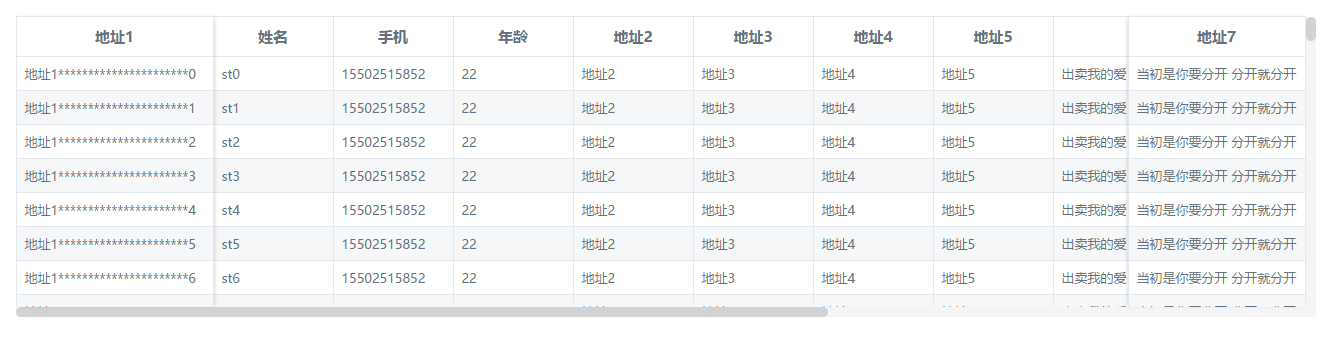 地址1 姓名 手机 年龄 地址2 地址3 地址4 地址5 地址7
地址1**********************0 st0 15502515852 22 地址2 地址3 地址4 地址5 出卖我的爱 当初是你要分开 分开就分开
地址1**********************1 st1 15502515852 22 地址2 地址3 地址4 地址5 出卖我的爱 当初是你要分开 分开就分开
地址1**********************2 st2 15502515852 22 地址2 地址3 地址4 地址5 出卖我的爱 当初是你要分开 分开就分开
地址1**********************3 st3 15502515852 22 地址2 地址3 地址4 地址5 出卖我的爱 当初是你要分开 分开就分开
地址1**********************4 st4 15502515852 22 地址2 地址3 地址4 地址5 出卖我的爱 当初是你要分开 分开就分开
地址1**********************5 st5 15502515852 22 地址2 地址3 地址4 地址5 出卖我的爱 当初是你要分开 分开就分开
地址1**********************6 st6 15502515852 22 地址2 地址3 地址4 地址5 出卖我的爱 当初是你要分开 分开就分开